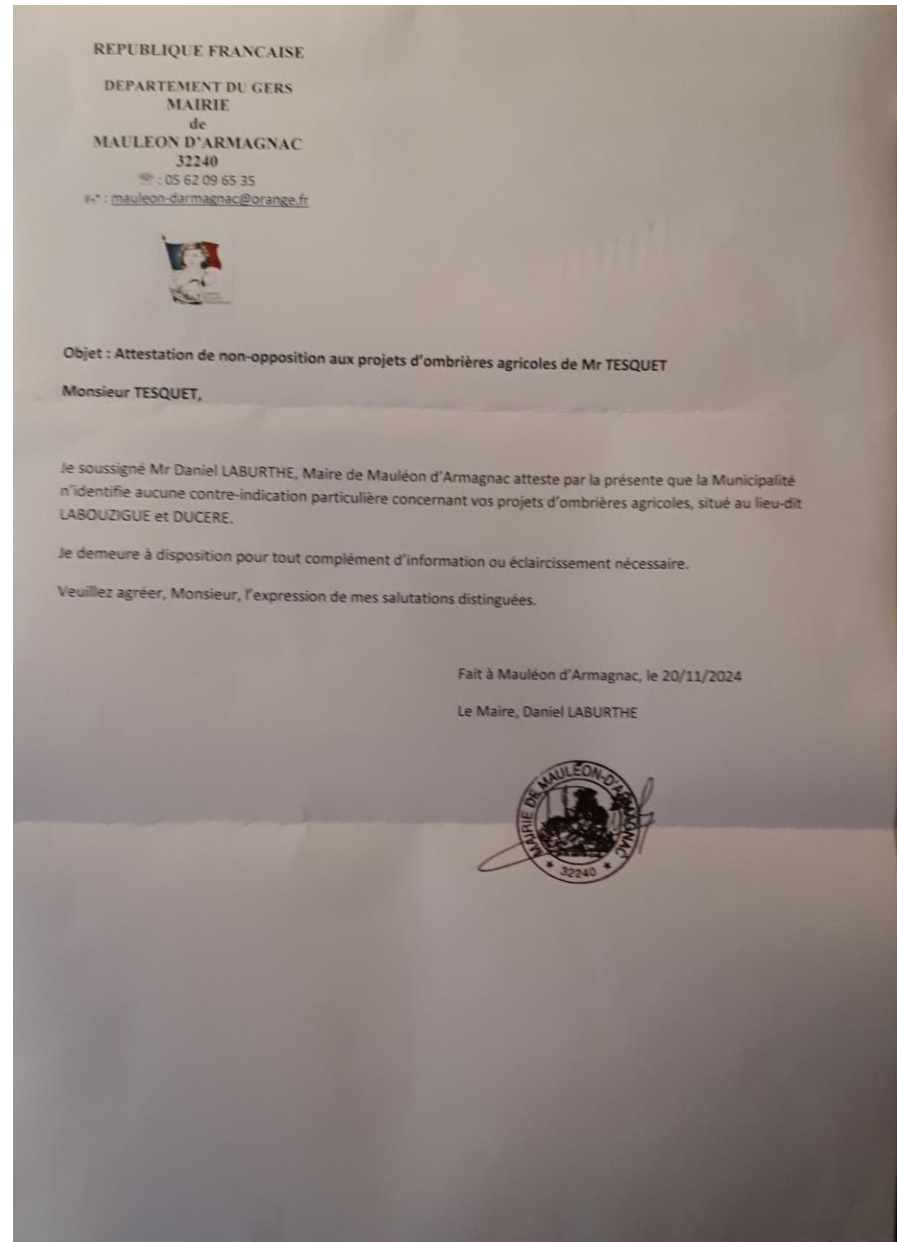 REPUBLIQUE FRANCAISE
DEPARTEMENT DU GERS
MAIRIE
de
MAULEON D'ARMAGNAC
32240
☏ : 05 62 09 65 35
: mauleon-darmagnac@orange.fr
Objet : Attestation de non-opposition aux projets d'ombrières agricoles de Mr TESQUET
Monsieur TESQUET,
Je soussigné Mr Daniel LABURTHE, Maire de Mauléon d'Armagnac atteste par la présente que la Municipalité
n'identifie aucune contre-indication particulière concernant vos projets d'ombrières agricoles, situé au lieu-dit
LABOUZIGUE et DUCERE.
Je demeure à disposition pour tout complément d'information ou éclaircissement nécessaire.
Veuillez agréer, Monsieur, l'expression de mes salutations distinguées.
Fait à Mauléon d'Armagnac, le 20/11/2024
Le Maire, Daniel LABURTHE
MAIRIE DE MAULÉON-D'ARMAGNAC
* 32240 *